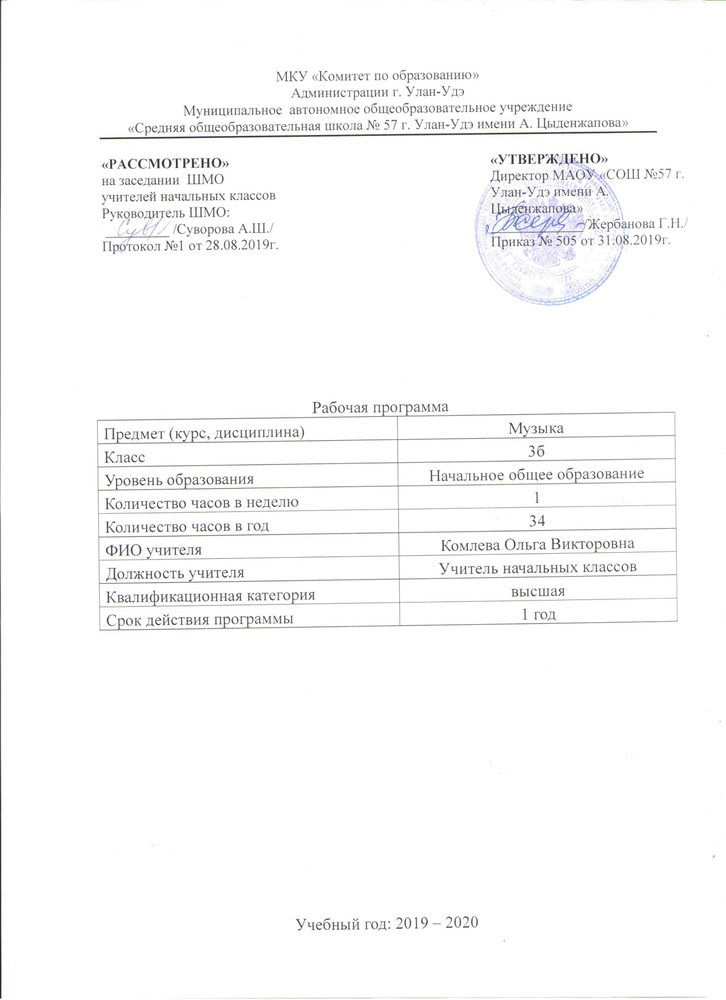 МКУ «Комитет по образованию»
Администрации г. Улан-Удэ
Муниципальное автономное общеобразовательное учреждение
«Средняя общеобразовательная школа № 57 г. Улан-Удэ имени А. Цыденжапова»
«РАССМОТРЕНО»
на заседании ШМО
учителей начальных классов
Руководитель ШМО:
_________ /Суворова А.Ш./
Протокол №1 от 28.08.2019г.
«УТВЕРЖДЕНО»
Директор МАОУ «СОШ №57 г.
Улан-Удэ имени А.
Цыденжапова»
_____________/Жербанова Г.Н./
Приказ № 505 от 31.08.2019г.
Рабочая программа
Предмет (курс, дисциплина) Музыка
Класс 3б
Уровень образования Начальное общее образование
Количество часов в неделю 1
Количество часов в год 34
ФИО учителя Комлева Ольга Викторовна
Должность учителя Учитель начальных классов
Квалификационная категория высшая
Срок действия программы 1 год
Учебный год: 2019 – 2020